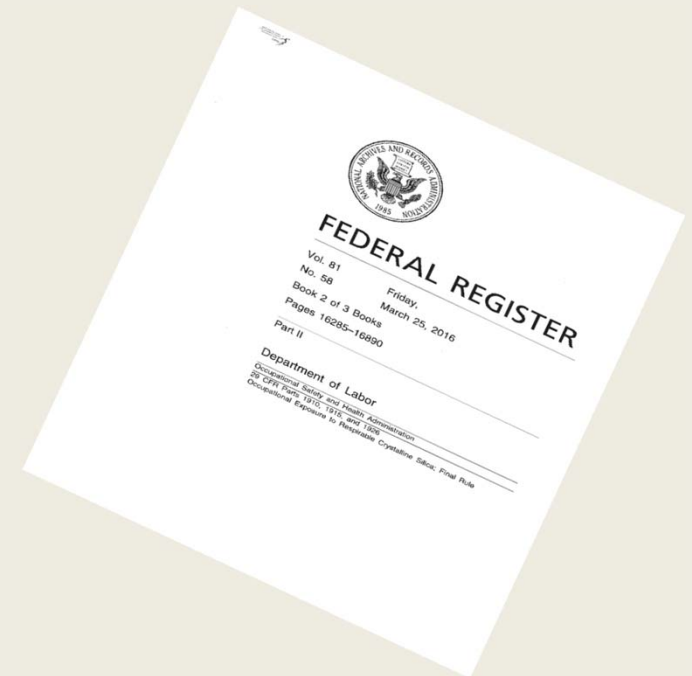 NATIONAL ARCHIVES AND RECORDS ADMINISTRATION
1985
FEDERAL REGISTER
Vol. 81 Friday,
No. 58 March 25, 2016
Book 2 of 3 Books
Pages 16285–16890
Part II
Department of Labor
Occupational Safety and Health Administration
29 CFR Parts 1910, 1915, and 1926
Occupational Exposure to Respirable Crystalline Silica; Final Rule